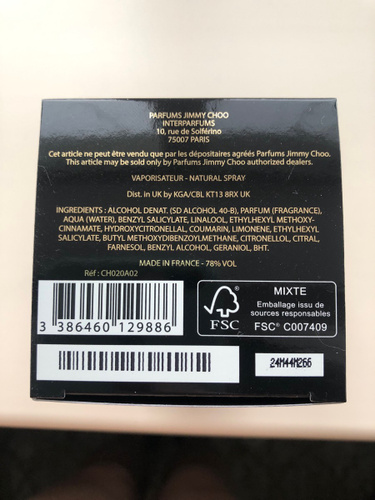 PARFUMS JIMMY CHOO
INTERPARFUMS
10, rue de Solférino
75007 PARIS
Cet article ne peut être vendu que par les dépositaires agréés Parfums Jimmy Choo.
This article may be sold only by Parfums Jimmy Choo authorized dealers.
VAPORISATEUR - NATURAL SPRAY
Dist. in UK by KGA/CBL KT13 8RX UK
INGREDIENTS : ALCOHOL DENAT. (SD ALCOHOL 40-B), PARFUM (FRAGRANCE),
AQUA (WATER), BENZYL SALICYLATE, LINALOOL, ETHYLHEXYL METHOXY-
CINNAMATE, HYDROXYCITRONELLAL, COUMARIN, LIMONENE, ETHYLHEXYL
SALICYLATE, BUTYL METHOXYDIBENZOYLMETHANE, CITRONELLOL, CITRAL,
FARNESOL, BENZYL ALCOHOL, GERANIOL, BHT.
MADE IN FRANCE - 78% VOL
Réf : CH020A02
3 386460 129886
FSC
MIXTE
Emballage issu de
sources responsables
FSC® C007409
24M44M266